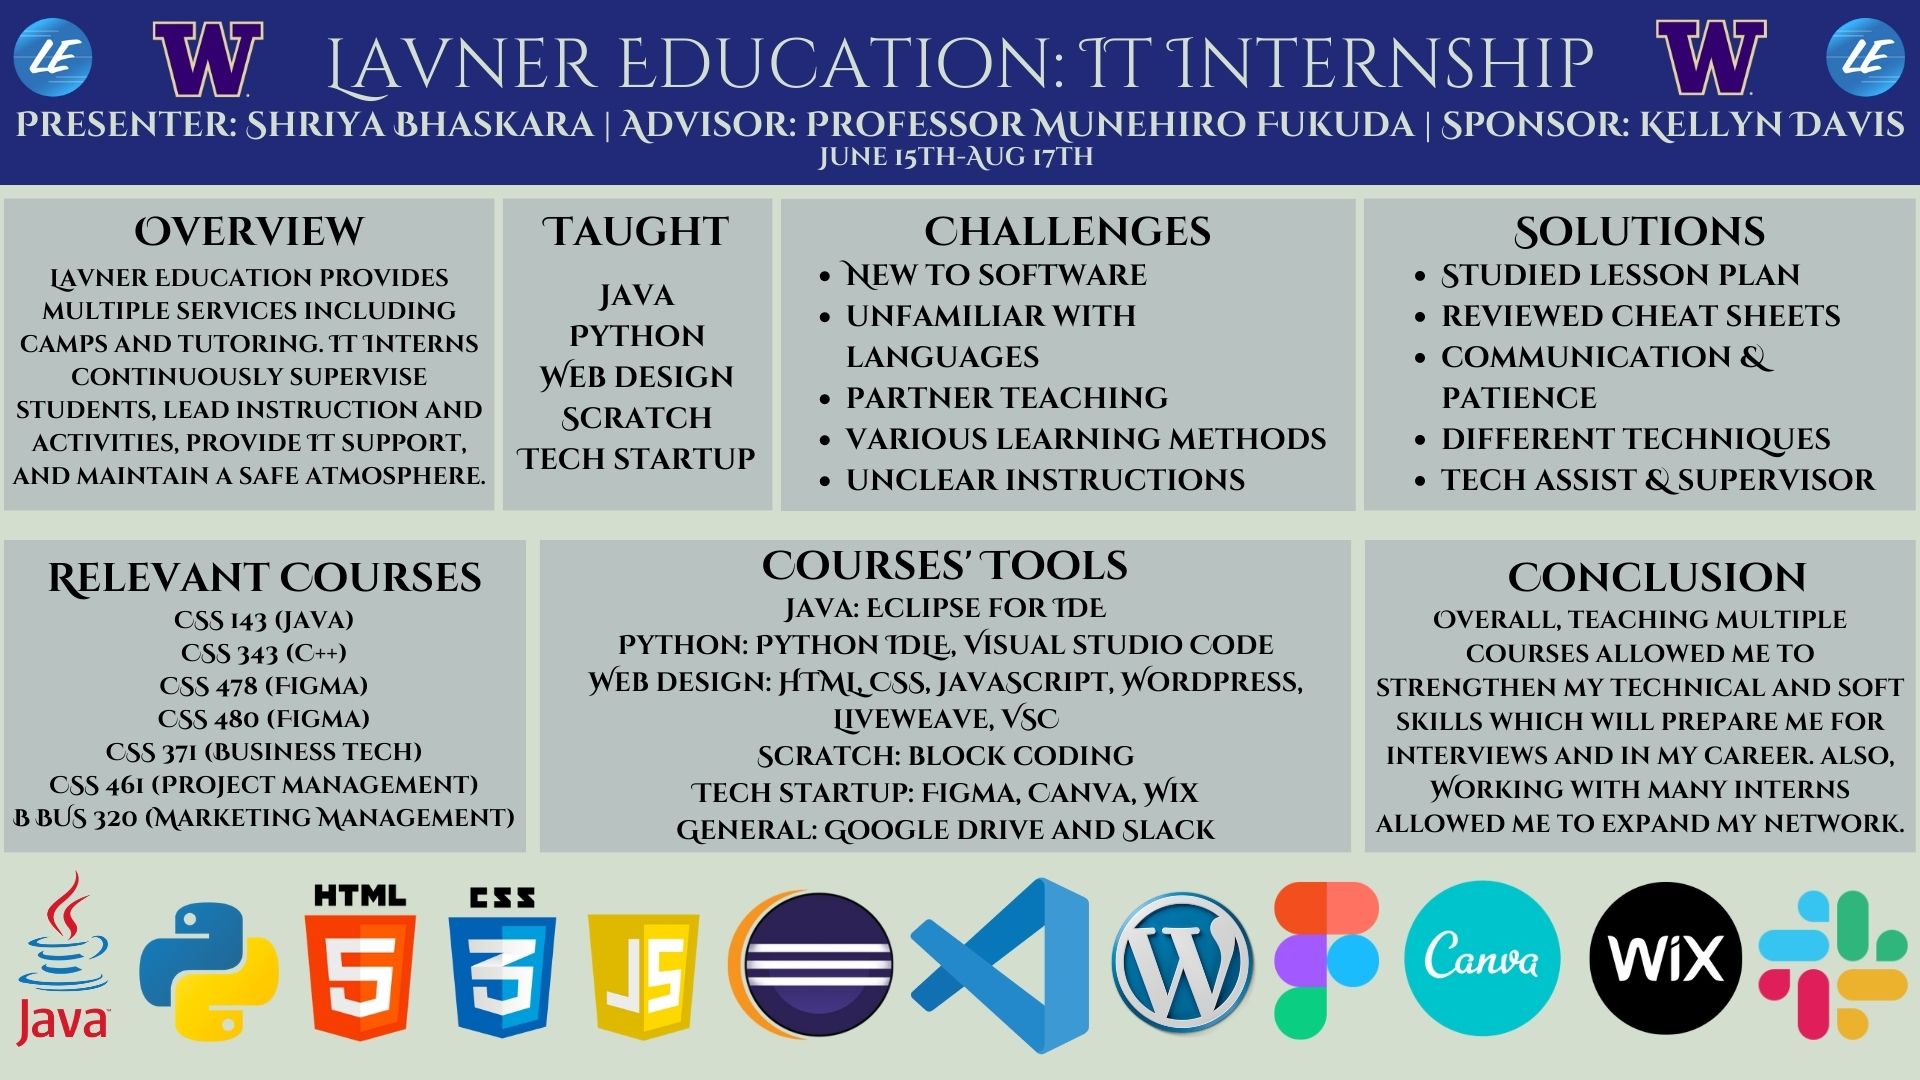 LE W Lavner Education: IT Internship W LE
Presenter: Shriya Bhaskara | Advisor: Professor Munehiro Fukuda | Sponsor: Kellyn Davis
June 15th-Aug 17th
Overview
Lavner Education provides
multiple services including
camps and tutoring. IT Interns
continuously supervise
students, lead instruction and
activities, provide IT support,
and maintain a safe atmosphere.
Taught
Java
Python
Web design
Scratch
Tech startup
Challenges
• New to software
• unfamiliar with
languages
• partner teaching
• various learning methods
• unclear instructions
Solutions
• Studied lesson plan
• reviewed cheat sheets
• communication &
patience
• different techniques
• tech assist & supervisor
Relevant Courses
CSS 143 (Java)
CSS 343 (C++)
CSS 478 (Figma)
CSS 480 (Figma)
CSS 371 (Business tech)
CSS 461 (Project management)
B BUS 320 (Marketing Management)
Courses' Tools
Java: Eclipse for IDE
Python: Python IDLE, Visual Studio Code
Web design: HTML, CSS, JavaScript, WordPress,
Liveweave, VSC
Scratch: block coding
Tech startup: Figma, Canva, Wix
General: Google drive and Slack
Conclusion
Overall, teaching multiple
courses allowed me to
strengthen my technical and soft
skills which will prepare me for
interviews and in my career. also,
Working with many interns
allowed me to expand my network.
Java
HTML
5
CSS
3
JS
W
Canva
WiX